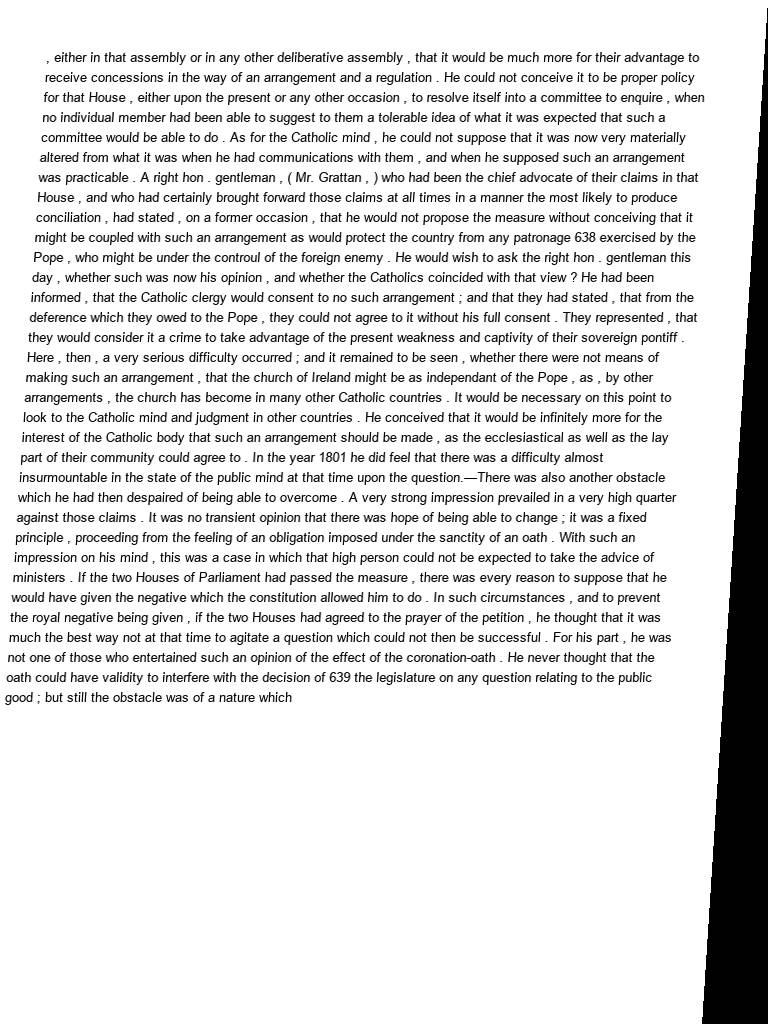 , either in that assembly or in any other deliberative assembly , that it would be much more for their advantage to
receive concessions in the way of an arrangement and a regulation . He could not conceive it to be proper policy
for that House , either upon the present or any other occasion , to resolve itself into a committee to enquire , when
no individual member had been able to suggest to them a tolerable idea of what it was expected that such a
committee would be able to do . As for the Catholic mind , he could not suppose that it was now very materially
altered from what it was when he had communications with them , and when he supposed such an arrangement
was practicable . A right hon . gentleman , ( Mr. Grattan , ) who had been the chief advocate of their claims in that
House , and who had certainly brought forward those claims at all times in a manner the most likely to produce
conciliation , had stated , on a former occasion , that he would not propose the measure without conceiving that it
might be coupled with such an arrangement as would protect the country from any patronage 638 exercised by the
Pope , who might be under the controul of the foreign enemy . He would wish to ask the right hon . gentleman this
day , whether such was now his opinion , and whether the Catholics coincided with that view ? He had been
informed , that the Catholic clergy would consent to no such arrangement ; and that they had stated , that from the
deference which they owed to the Pope , they could not agree to it without his full consent . They represented , that
they would consider it a crime to take advantage of the present weakness and captivity of their sovereign pontiff .
Here , then , a very serious difficulty occurred ; and it remained to be seen , whether there were not means of
making such an arrangement , that the church of Ireland might be as independant of the Pope , as , by other
arrangements , the church has become in many other Catholic countries . It would be necessary on this point to
look to the Catholic mind and judgment in other countries . He conceived that it would be infinitely more for the
interest of the Catholic body that such an arrangement should be made , as the ecclesiastical as well as the lay
part of their community could agree to . In the year 1801 he did feel that there was a difficulty almost
insurmountable in the state of the public mind at that time upon the question.—There was also another obstacle
which he had then despaired of being able to overcome . A very strong impression prevailed in a very high quarter
against those claims . It was no transient opinion that there was hope of being able to change ; it was a fixed
principle , proceeding from the feeling of an obligation imposed under the sanctity of an oath . With such an
impression on his mind , this was a case in which that high person could not be expected to take the advice of
ministers . If the two Houses of Parliament had passed the measure , there was every reason to suppose that he
would have given the negative which the constitution allowed him to do . In such circumstances , and to prevent
the royal negative being given , if the two Houses had agreed to the prayer of the petition , he thought that it was
much the best way not at that time to agitate a question which could not then be successful . For his part , he was
not one of those who entertained such an opinion of the effect of the coronation-oath . He never thought that the
oath could have validity to interfere with the decision of 639 the legislature on any question relating to the public
good ; but still the obstacle was of a nature which